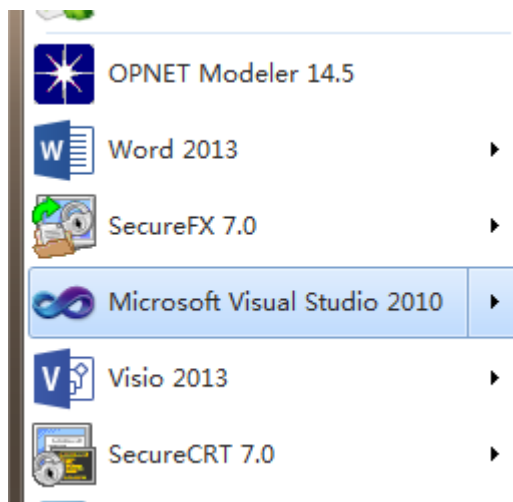 OPNET Modeler 14.5
Word 2013
SecureFX 7.0
Microsoft Visual Studio 2010
Visio 2013
SecureCRT 7.0